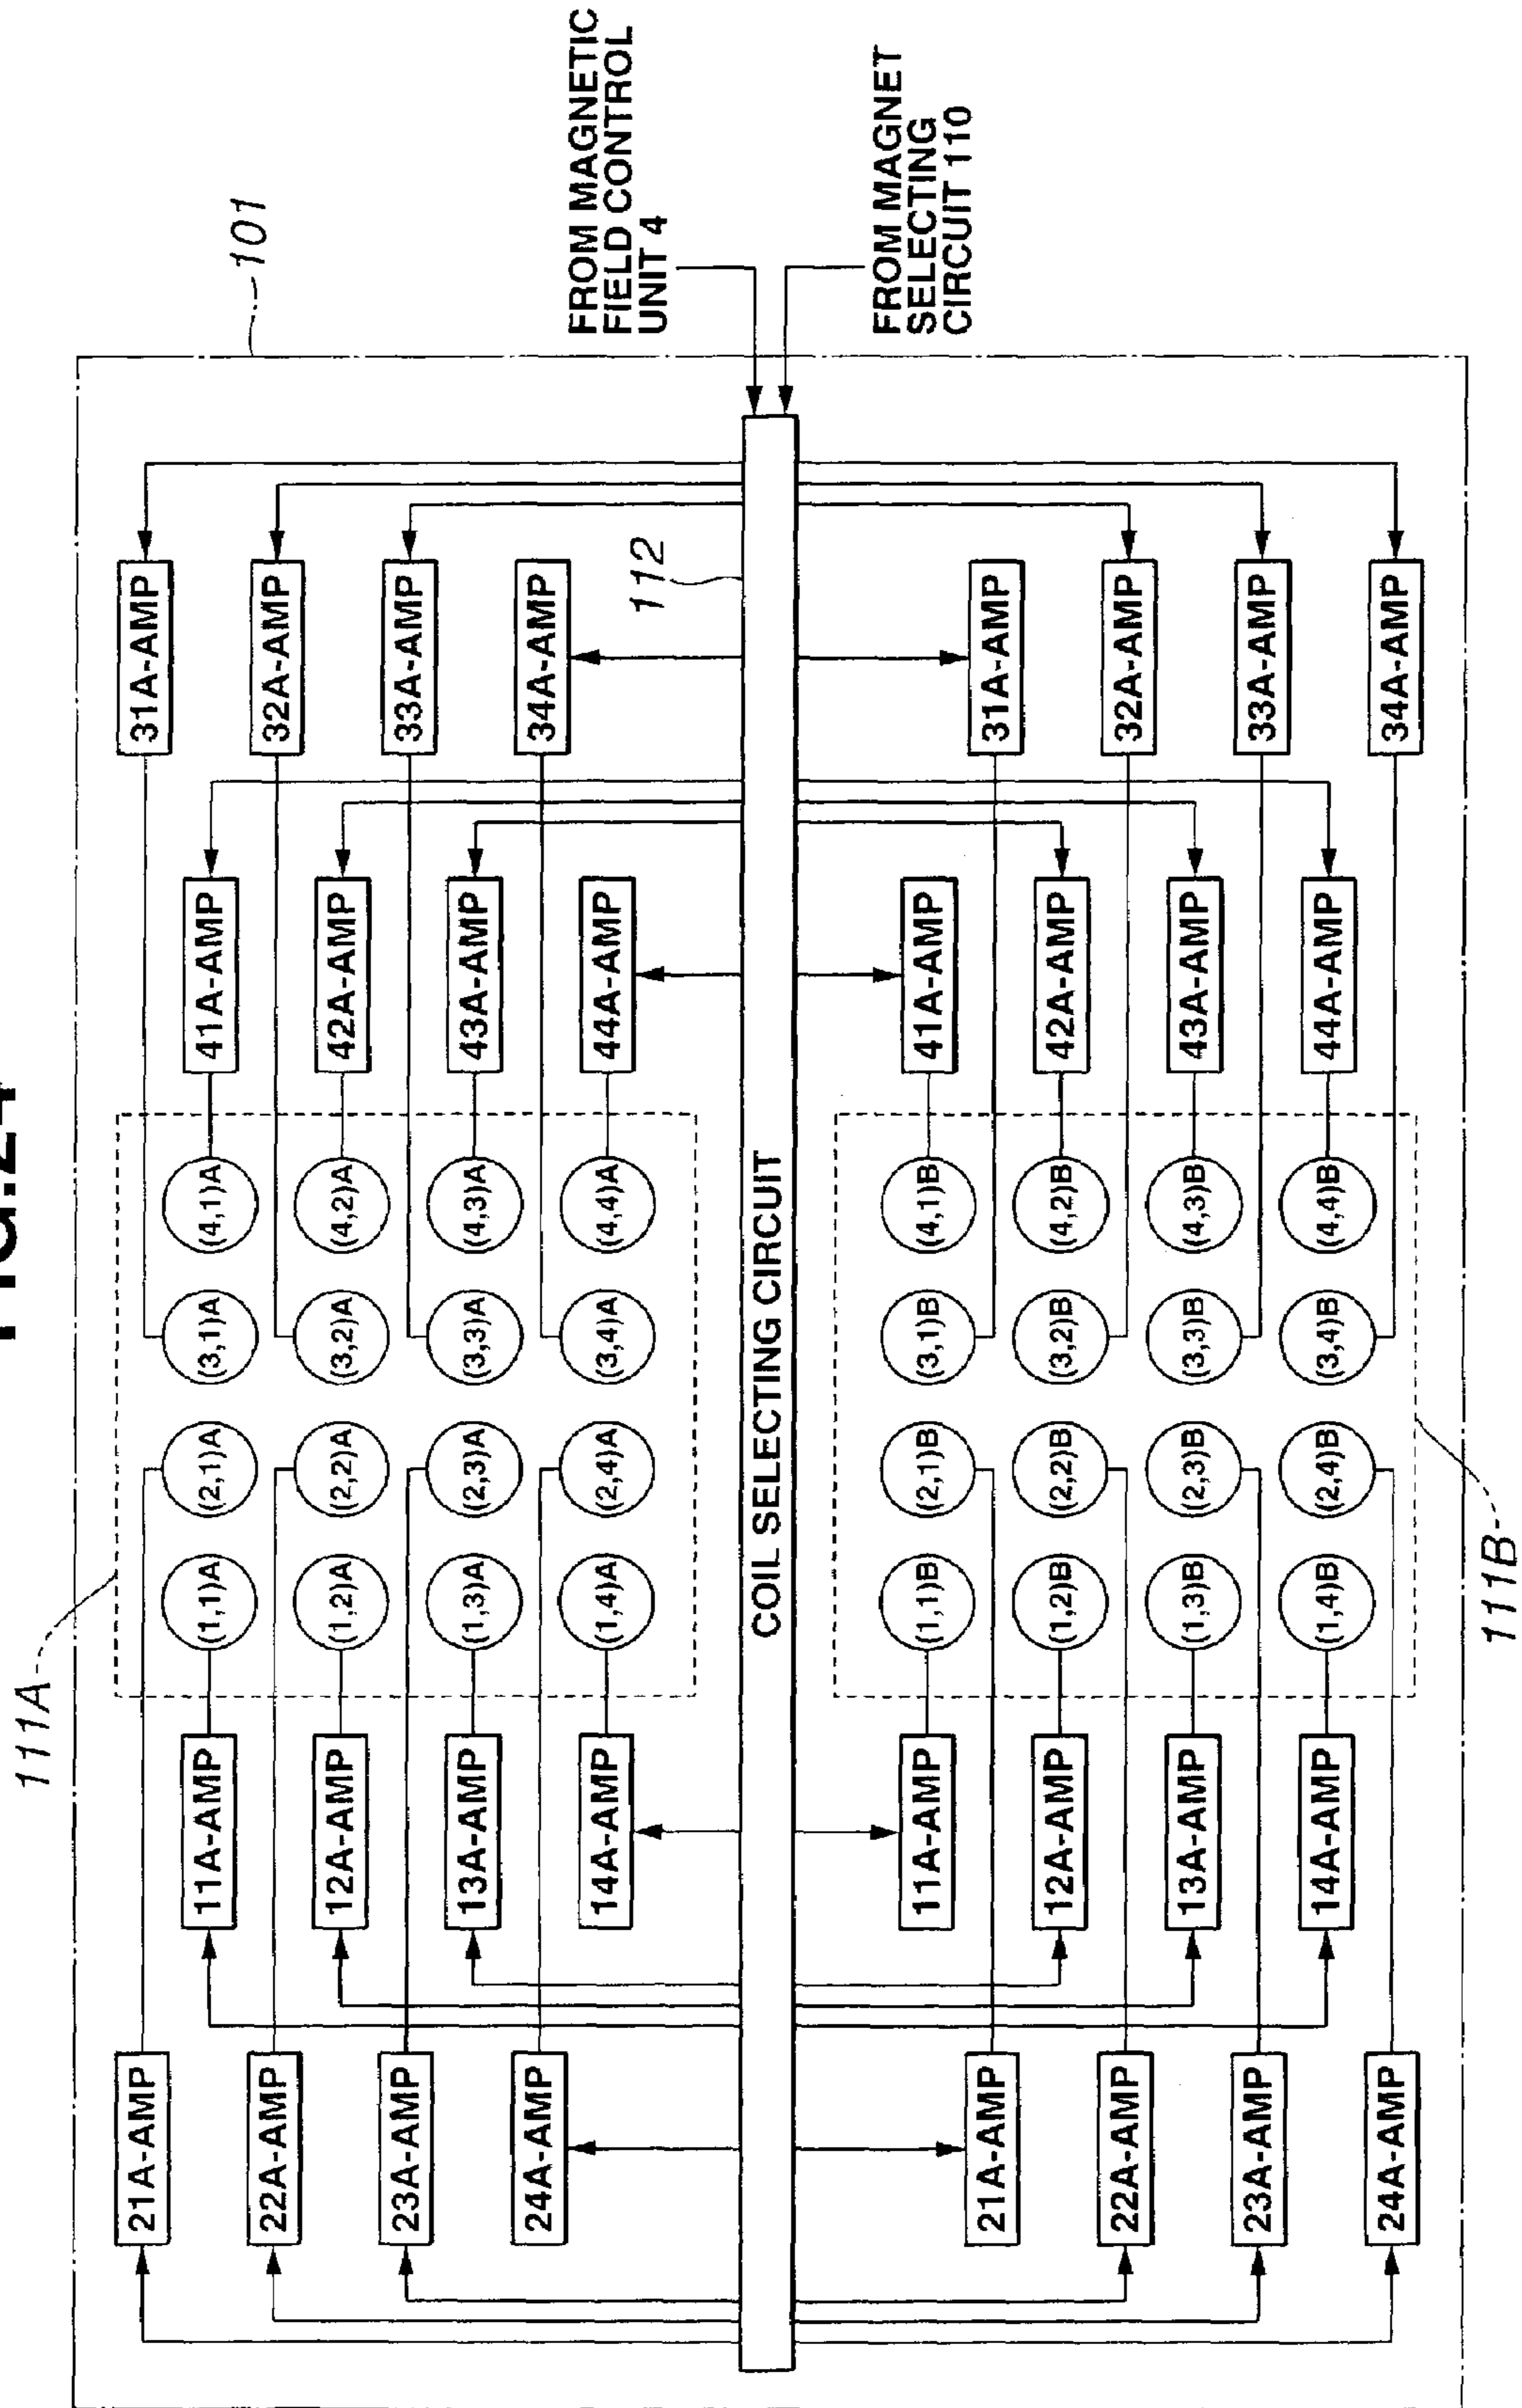 FIG.24
111A
21A-AMP
31A-AMP
11A-AMP
(1,1)A
(2,1)A
(3,1)A
(4,1)A
41A-AMP
101
22A-AMP
32A-AMP
12A-AMP
(1,2)A
(2,2)A
(3,2)A
(4,2)A
42A-AMP
23A-AMP
33A-AMP
13A-AMP
(1,3)A
(2,3)A
(3,3)A
(4,3)A
43A-AMP
24A-AMP
34A-AMP
14A-AMP
(1,4)A
(2,4)A
(3,4)A
(4,4)A
44A-AMP
FROM MAGNETIC
FIELD CONTROL
UNIT 4
112
COIL SELECTING CIRCUIT
FROM MAGNET
SELECTING
CIRCUIT 110
11A-AMP
(1,1)B
(2,1)B
(3,1)B
(4,1)B
41A-AMP
21A-AMP
31A-AMP
12A-AMP
(1,2)B
(2,2)B
(3,2)B
(4,2)B
42A-AMP
22A-AMP
32A-AMP
13A-AMP
(1,3)B
(2,3)B
(3,3)B
(4,3)B
43A-AMP
23A-AMP
33A-AMP
14A-AMP
(1,4)B
(2,4)B
(3,4)B
(4,4)B
44A-AMP
24A-AMP
34A-AMP
111B